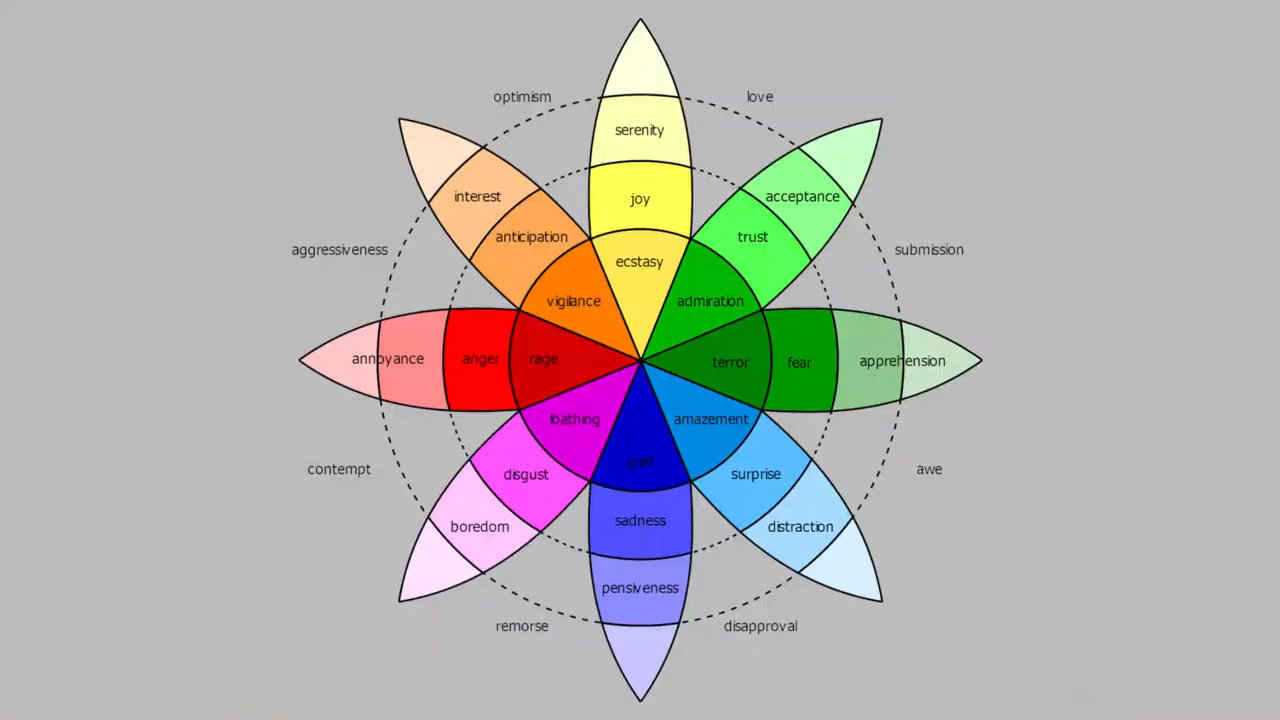 optimism
love
serenity
interest
joy
acceptance
anticipation
trust
aggressiveness
submission
ecstasy
vigilance
admiration
annoyance
anger
rage
terror
fear
apprehension
loathing
amazement
grief
contempt
awe
disgust
surprise
sadness
boredom
distraction
pensiveness
remorse
disapproval